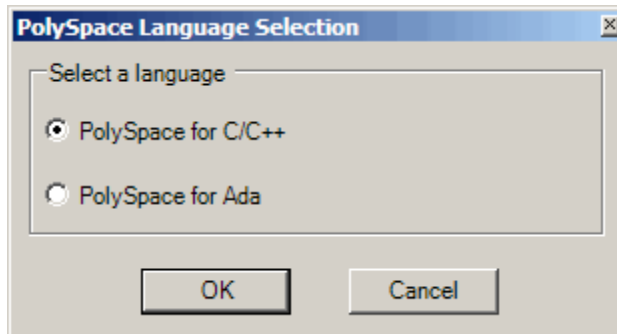 PolySpace Language Selection
Select a language
PolySpace for C/C++
PolySpace for Ada
OK Cancel